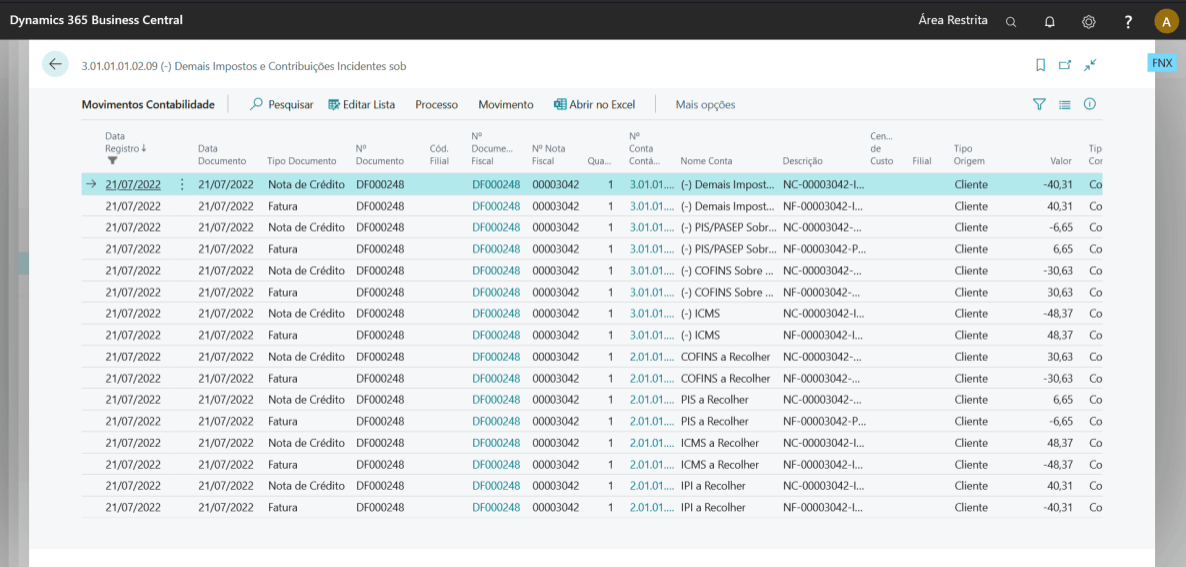 Dynamics 365 Business Central Área Restrita ? A
3.01.01.01.02.09 (-) Demais Impostos e Contribuições Incidentes sob FNX
Movimentos Contabilidade Pesquisar Editar Lista Processo Movimento Abrir no Excel Mais opções
Data Registro↓ Data Documento Tipo Documento Nº Documento Cód. Filial Nº Docume... Fiscal Nº Nota Fiscal Qua... Nº Conta Contá... Nome Conta Descrição Cen... de Custo Filial Tipo Origem Valor Tip Cor
21/07/2022 21/07/2022 Nota de Crédito DF000248 DF000248 00003042 1 3.01.01.... (-) Demais Impost... NC-00003042-I... Cliente -40,31 Co
21/07/2022 21/07/2022 Fatura DF000248 DF000248 00003042 1 3.01.01.... (-) Demais Impost... NF-00003042-I... Cliente 40,31 Co
21/07/2022 21/07/2022 Nota de Crédito DF000248 DF000248 00003042 1 3.01.01.... (-) PIS/PASEP Sobr... NC-00003042-... Cliente -6,65 Co
21/07/2022 21/07/2022 Fatura DF000248 DF000248 00003042 1 3.01.01.... (-) PIS/PASEP Sobr... NF-00003042-P... Cliente 6,65 Co
21/07/2022 21/07/2022 Nota de Crédito DF000248 DF000248 00003042 1 3.01.01.... (-) COFINS Sobre ... NC-00003042-... Cliente -30,63 Co
21/07/2022 21/07/2022 Fatura DF000248 DF000248 00003042 1 3.01.01.... (-) COFINS Sobre ... NF-00003042-... Cliente 30,63 Co
21/07/2022 21/07/2022 Nota de Crédito DF000248 DF000248 00003042 1 3.01.01.... (-) ICMS NC-00003042-I... Cliente -48,37 Co
21/07/2022 21/07/2022 Fatura DF000248 DF000248 00003042 1 3.01.01.... (-) ICMS NF-00003042-I... Cliente 48,37 Co
21/07/2022 21/07/2022 Nota de Crédito DF000248 DF000248 00003042 1 2.01.01.... COFINS a Recolher NC-00003042-... Cliente 30,63 Co
21/07/2022 21/07/2022 Fatura DF000248 DF000248 00003042 1 2.01.01.... COFINS a Recolher NF-00003042-... Cliente -30,63 Co
21/07/2022 21/07/2022 Nota de Crédito DF000248 DF000248 00003042 1 2.01.01.... PIS a Recolher NC-00003042-... Cliente 6,65 Co
21/07/2022 21/07/2022 Fatura DF000248 DF000248 00003042 1 2.01.01.... PIS a Recolher NF-00003042-P... Cliente -6,65 Co
21/07/2022 21/07/2022 Nota de Crédito DF000248 DF000248 00003042 1 2.01.01.... ICMS a Recolher NC-00003042-I... Cliente 48,37 Co
21/07/2022 21/07/2022 Fatura DF000248 DF000248 00003042 1 2.01.01.... ICMS a Recolher NF-00003042-I... Cliente -48,37 Co
21/07/2022 21/07/2022 Nota de Crédito DF000248 DF000248 00003042 1 2.01.01.... IPI a Recolher NC-00003042-I... Cliente 40,31 Co
21/07/2022 21/07/2022 Fatura DF000248 DF000248 00003042 1 2.01.01.... IPI a Recolher NF-00003042-I... Cliente -40,31 Co